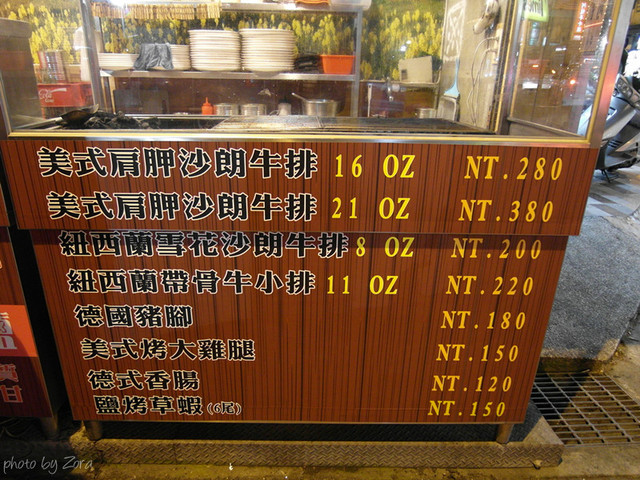 美式肩胛沙朗牛排 16 OZ NT.280
美式肩胛沙朗牛排 21 OZ NT.380
紐西蘭雪花沙朗牛排 8 OZ NT.200
紐西蘭帶骨牛小排 11 OZ NT.220
德國豬腳 NT.180
美式烤大雞腿 NT.150
德式香腸 NT.120
鹽烤草蝦(6尾) NT.150
photo by Zora